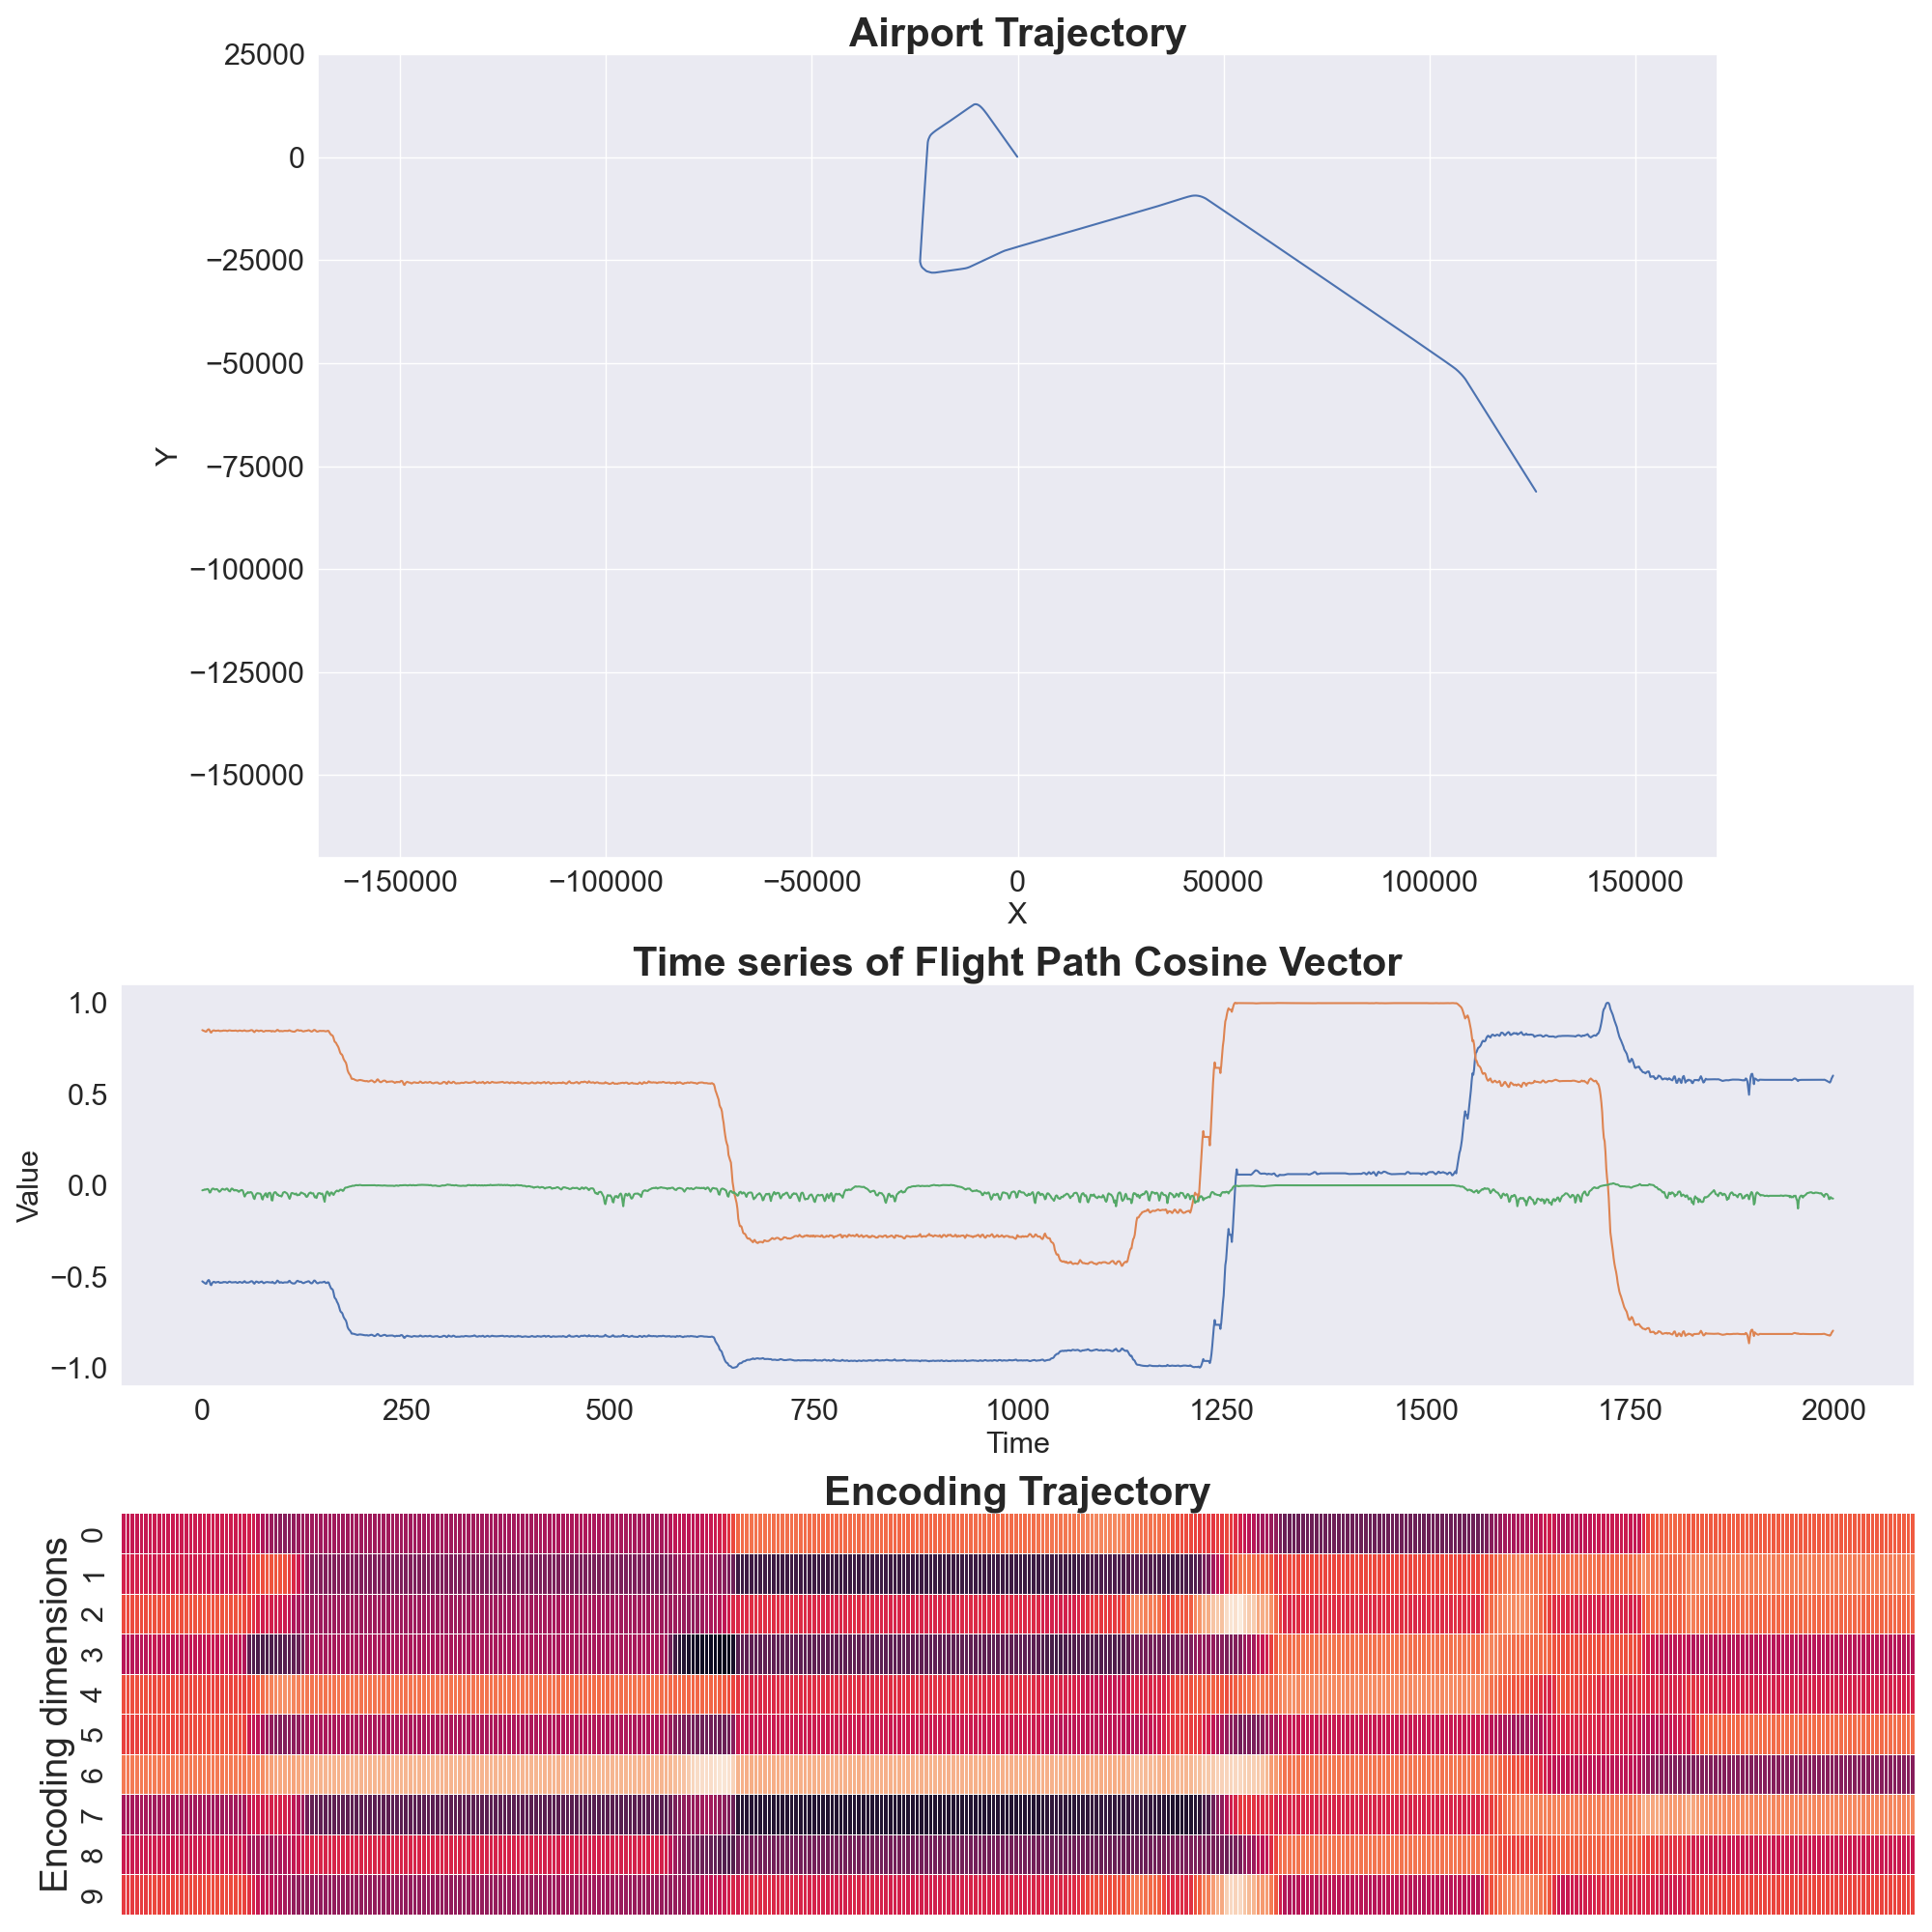 Airport Trajectory
25000
0
−25000
−50000
−75000
−100000
−125000
−150000
Y
−150000 −100000 −50000 0 50000 100000 150000
X
Time series of Flight Path Cosine Vector
1.0
0.5
0.0
−0.5
−1.0
Value
0 250 500 750 1000 1250 1500 1750 2000
Time
Encoding Trajectory
Encoding dimensions
0
1
2
3
4
5
6
7
8
9